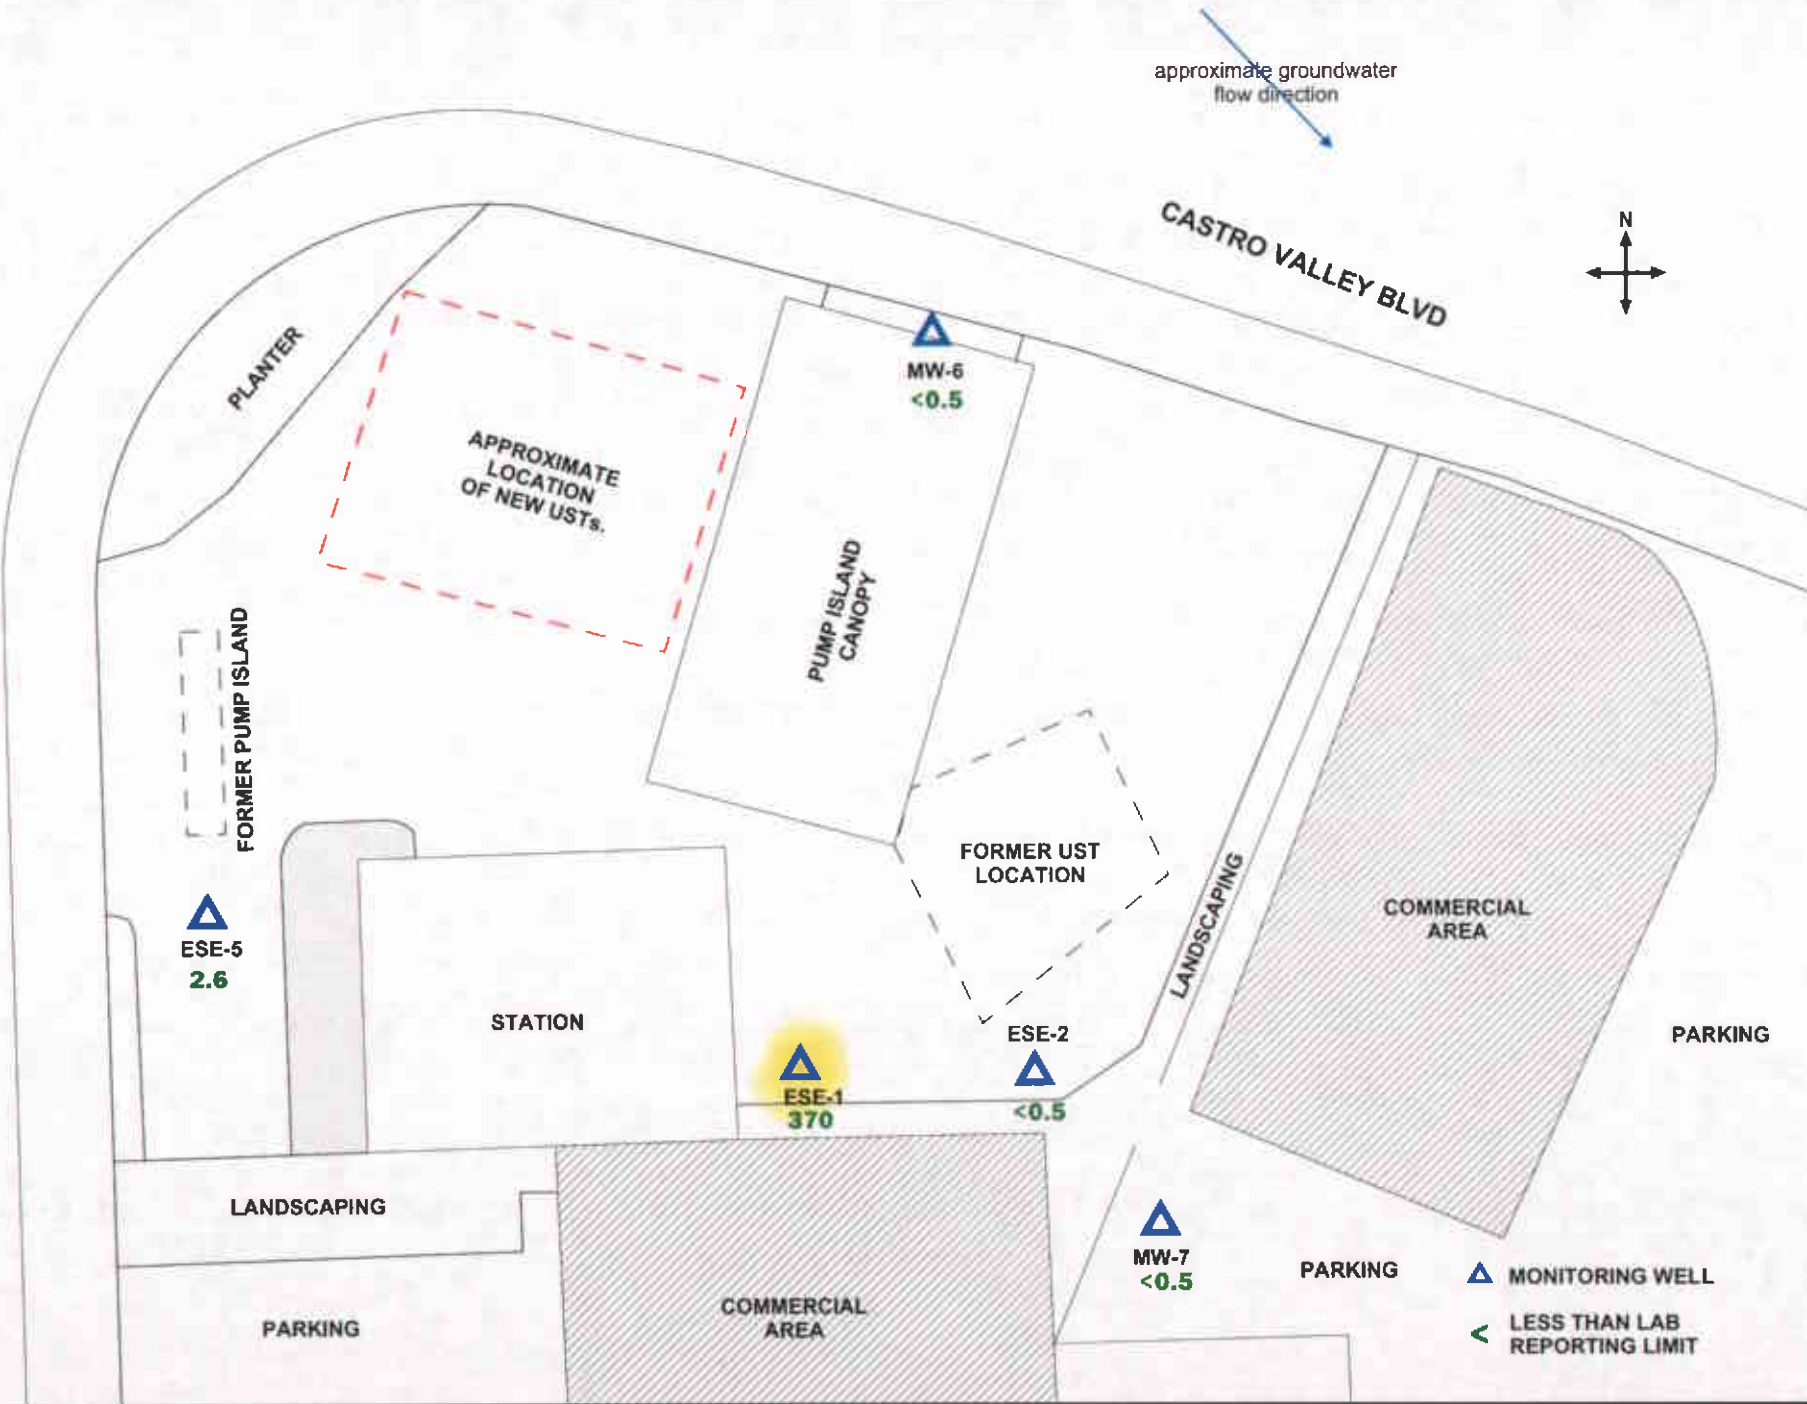 approximate groundwater
flow direction
CASTRO VALLEY BLVD
N
PLANTER
MW-6
<0.5
APPROXIMATE
LOCATION
OF NEW USTs.
PUMP ISLAND
CANOPY
FORMER PUMP ISLAND
FORMER UST
LOCATION
LANDSCAPING
COMMERCIAL
AREA
ESE-5
2.6
STATION
ESE-2
<0.5
PARKING
ESE-1
370
LANDSCAPING
MW-7
<0.5
PARKING
MONITORING WELL
COMMERCIAL
AREA
PARKING
< LESS THAN LAB
REPORTING LIMIT